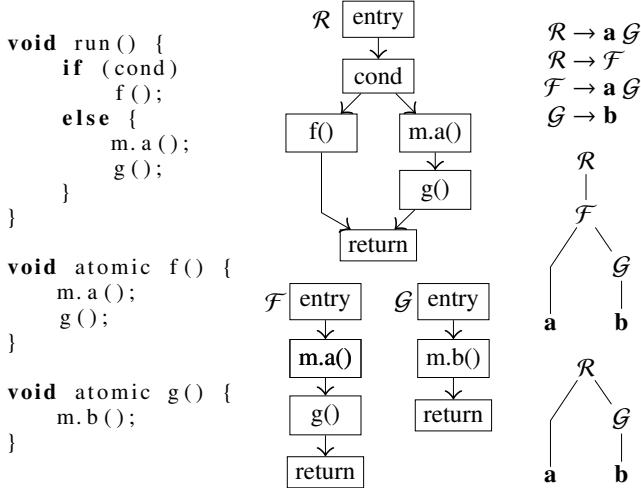 void run() {
if (cond)
f();
else {
m.a();
g();
}
}
void atomic f() {
m.a();
g();
}
void atomic g() {
m.b();
}
ℛ entry
cond
f() m.a()
g()
return
ℱ entry
m.a()
g()
return
𝒢 entry
m.b()
return
ℛ → a 𝒢
ℛ → ℱ
ℱ → a 𝒢
𝒢 → b
ℛ
ℱ
𝒢
a b
ℛ
𝒢
a b